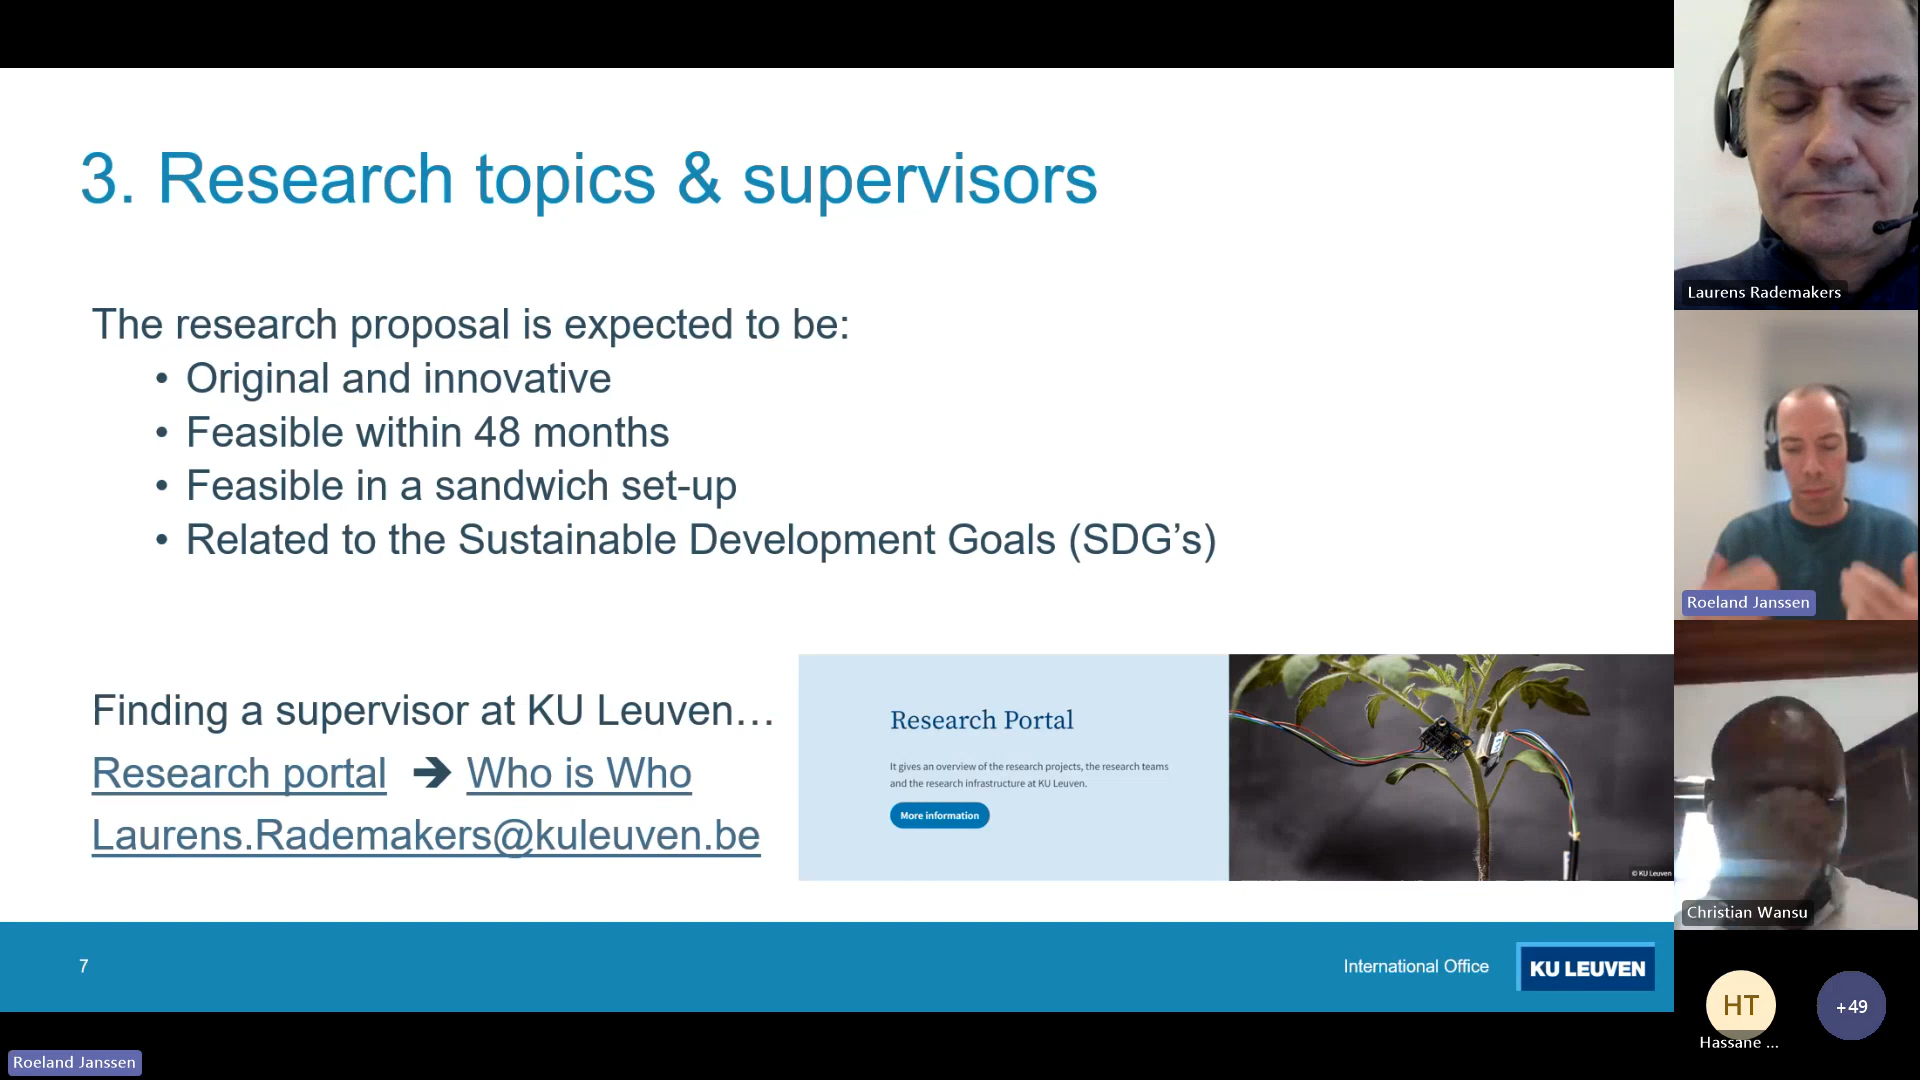 3. Research topics & supervisors
The research proposal is expected to be:
• Original and innovative
• Feasible within 48 months
• Feasible in a sandwich set-up
• Related to the Sustainable Development Goals (SDG’s)
Finding a supervisor at KU Leuven…
Research portal ➔ Who is Who
Laurens.Rademakers@kuleuven.be
Research Portal
It gives an overview of the research projects, the research teams
and the research infrastructure at KU Leuven.
More information
© KU Leuven
7
International Office
KU LEUVEN
Roeland Janssen
Laurens Rademakers
Roeland Janssen
Christian Wansu
HT
Hassane ...
+49